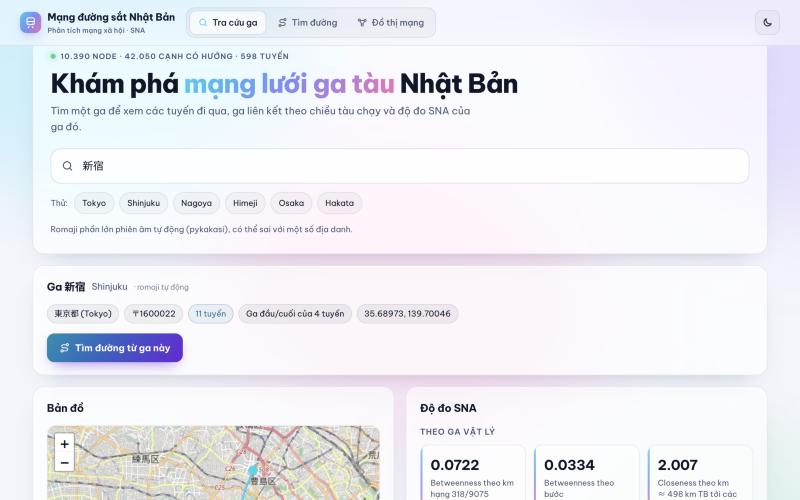 Mạng đường sắt Nhật Bản
Phân tích mạng xã hội · SNA
Tra cứu ga
Tìm đường
Đồ thị mạng
10.390 NODE · 42.050 CẠNH CÓ HƯỚNG · 598 TUYẾN
Khám phá mạng lưới ga tàu Nhật Bản
Tìm một ga để xem các tuyến đi qua, ga liên kết theo chiều tàu chạy và độ đo SNA của
ga đó.
新宿
Thử: Tokyo Shinjuku Nagoya Himeji Osaka Hakata
Romaji phần lớn phiên âm tự động (pykakasi), có thể sai với một số địa danh.
Ga 新宿 Shinjuku · romaji tự động
東京都 (Tokyo) 〒1600022 11 tuyến Ga đầu/cuối của 4 tuyến 35.68973, 139.70046
Tìm đường từ ga này
Bản đồ
+
−
練馬区
豊島区
Độ đo SNA
THEO GA VẬT LÝ
0.0722
Betweenness theo km
hạng 318/9075
0.0334
Betweenness theo
bước
2.007
Closeness theo km
≈ 498 km TB tới các